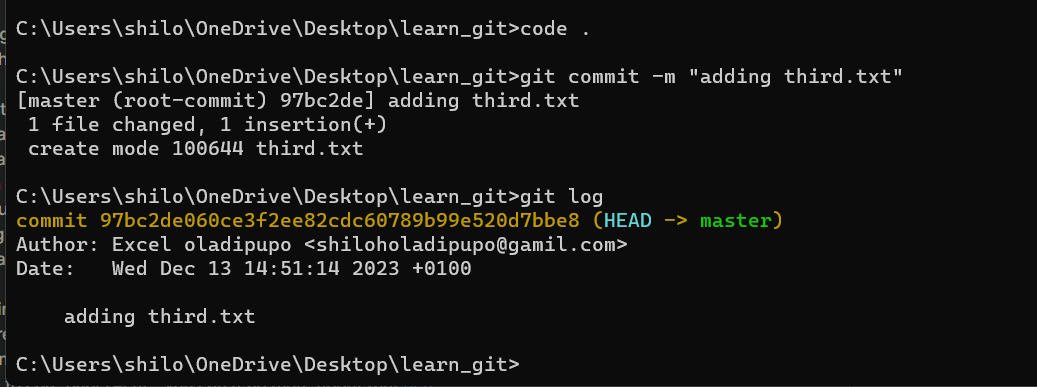 C:\Users\shilo\OneDrive\Desktop\learn_git>code .
C:\Users\shilo\OneDrive\Desktop\learn_git>git commit -m "adding third.txt"
[master (root-commit) 97bc2de] adding third.txt
 1 file changed, 1 insertion(+)
 create mode 100644 third.txt
C:\Users\shilo\OneDrive\Desktop\learn_git>git log
commit 97bc2de060ce3f2ee82cdc60789b99e520d7bbe8 (HEAD -> master)
Author: Excel oladipupo <shiloholadipupo@gamil.com>
Date:   Wed Dec 13 14:51:14 2023 +0100
    adding third.txt
C:\Users\shilo\OneDrive\Desktop\learn_git>